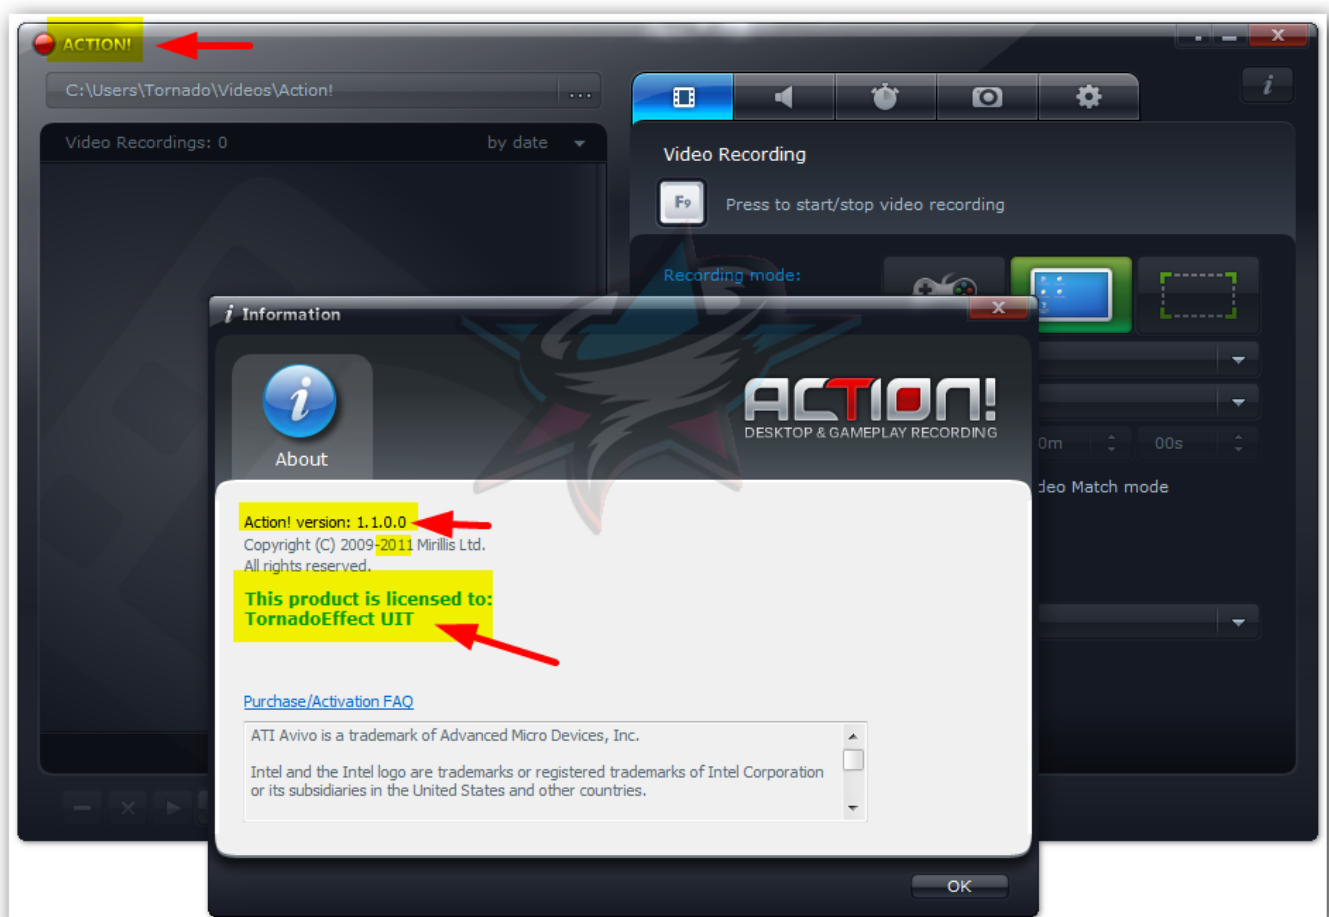 ACTION!
C:\Users\Tornado\Videos\Action!
...
i
Video Recordings: 0
by date
Video Recording
F9
Press to start/stop video recording
Recording mode:
i Information
About
ACTION!
DESKTOP & GAMEPLAY RECORDING
0m
00s
deo Match mode
Action! version: 1.1.0.0
Copyright (C) 2009-2011 Mirillis Ltd.
All rights reserved.
This product is licensed to:
TornadoEffect UIT
Purchase/Activation FAQ
ATI Avivo is a trademark of Advanced Micro Devices, Inc.
Intel and the Intel logo are trademarks or registered trademarks of Intel Corporation
or its subsidiaries in the United States and other countries.
OK